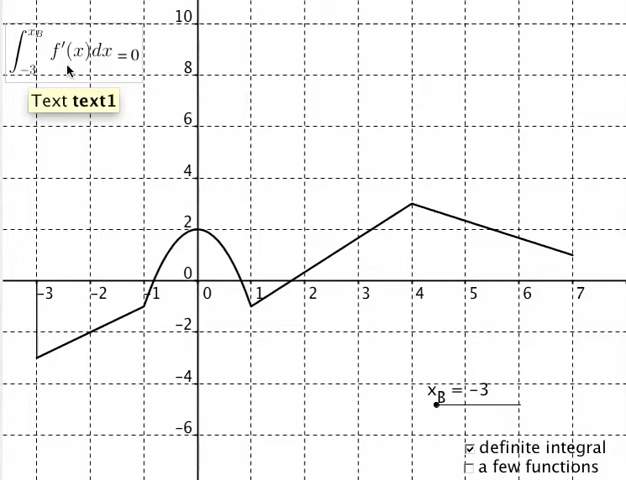 10
∫_{-3}^{x_B} f'(x)dx = 0
8
Text text1
6
4
2
0
-3 -2 -1 0 1 2 3 4 5 6 7
-2
-4
x_B = -3
-6
definite integral
a few functions